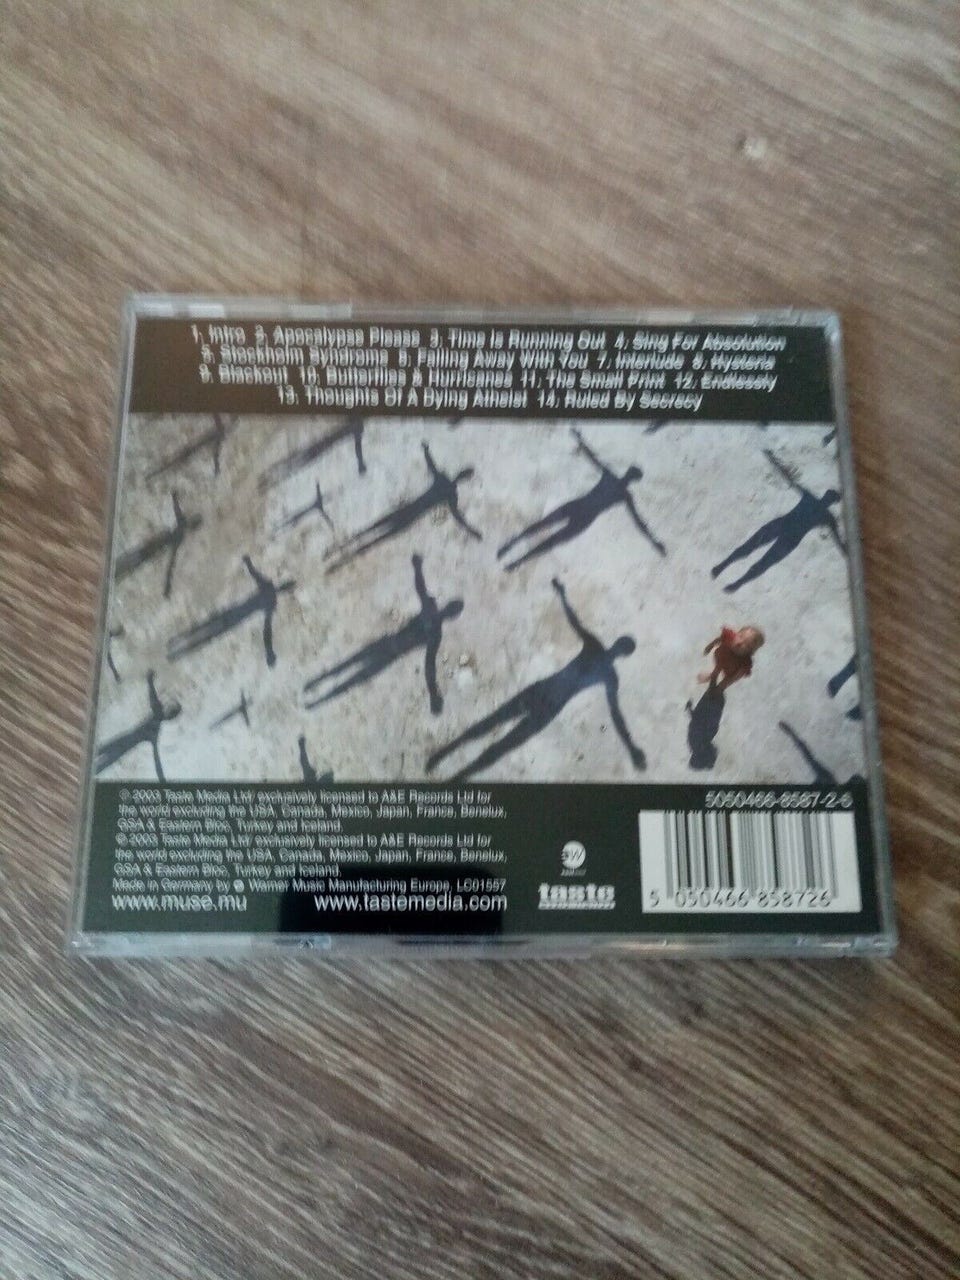 1. Intro 2. Apocalypse Please 3. Time Is Running Out 4. Sing For Absolution
5. Stockholm Syndrome 6. Falling Away With You 7. Interlude 8. Hysteria
9. Blackout 10. Butterflies & Hurricanes 11. The Small Print 12. Endlessly
13. Thoughts Of A Dying Atheist 14. Ruled By Secrecy
℗ 2003 Taste Media Ltd/ exclusively licensed to A&E Records Ltd for
the world excluding the USA, Canada, Mexico, Japan, France, Benelux,
GSA & Eastern Bloc, Turkey and Iceland.
© 2003 Taste Media Ltd/ exclusively licensed to A&E Records Ltd for
the world excluding the USA, Canada, Mexico, Japan, France, Benelux,
GSA & Eastern Bloc, Turkey and Iceland.
Made in Germany by Warner Music Manufacturing Europe, LC01557
www.muse.mu www.tastemedia.com
ew
taste
5050466-8587-2-6
5 050466 858726